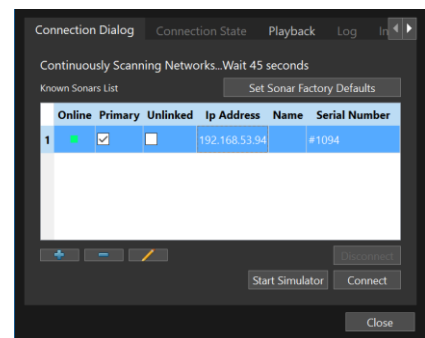 Connection Dialog Connection State Playback Log In
Continuously Scanning Networks...Wait 45 seconds
Known Sonars List Set Sonar Factory Defaults
Online Primary Unlinked Ip Address Name Serial Number
1 192.168.53.94 #1094
Disconnect
Start Simulator Connect
Close